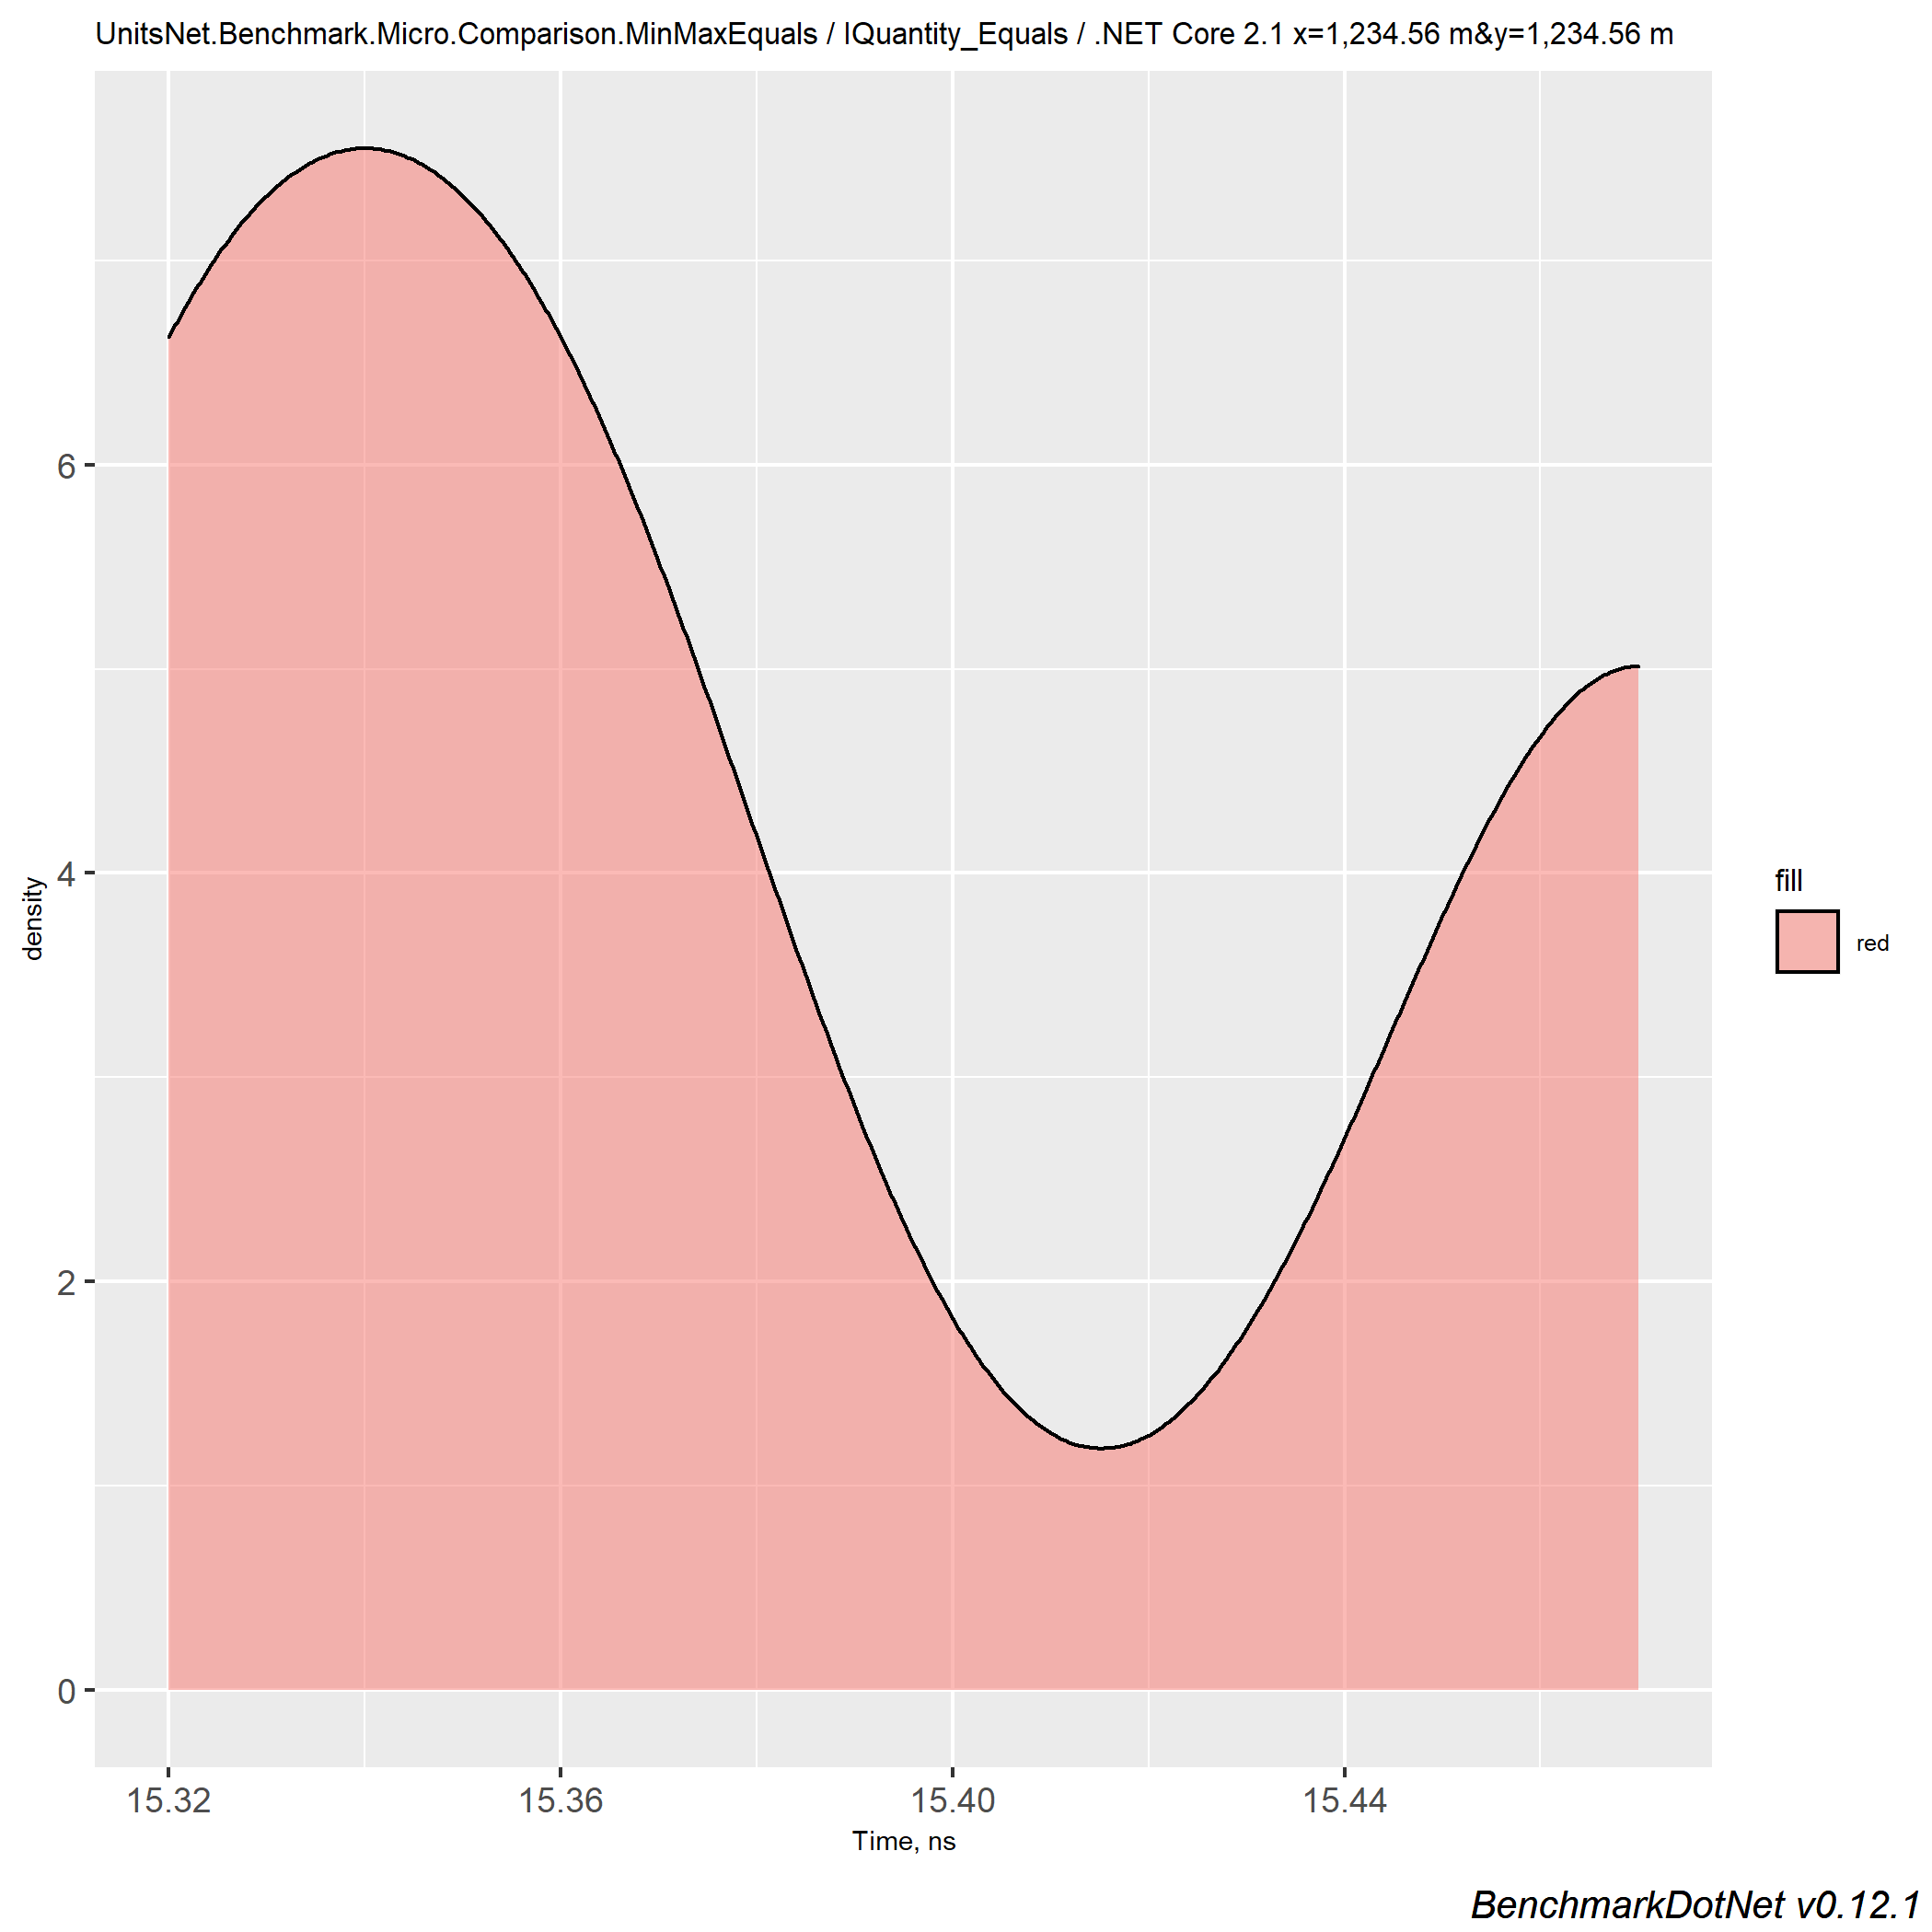 UnitsNet.Benchmark.Micro.Comparison.MinMaxEquals / IQuantity_Equals / .NET Core 2.1 x=1,234.56 m&y=1,234.56 m
6
4
2
0
density
15.32 15.36 15.40 15.44
Time, ns
fill
red
BenchmarkDotNet v0.12.1